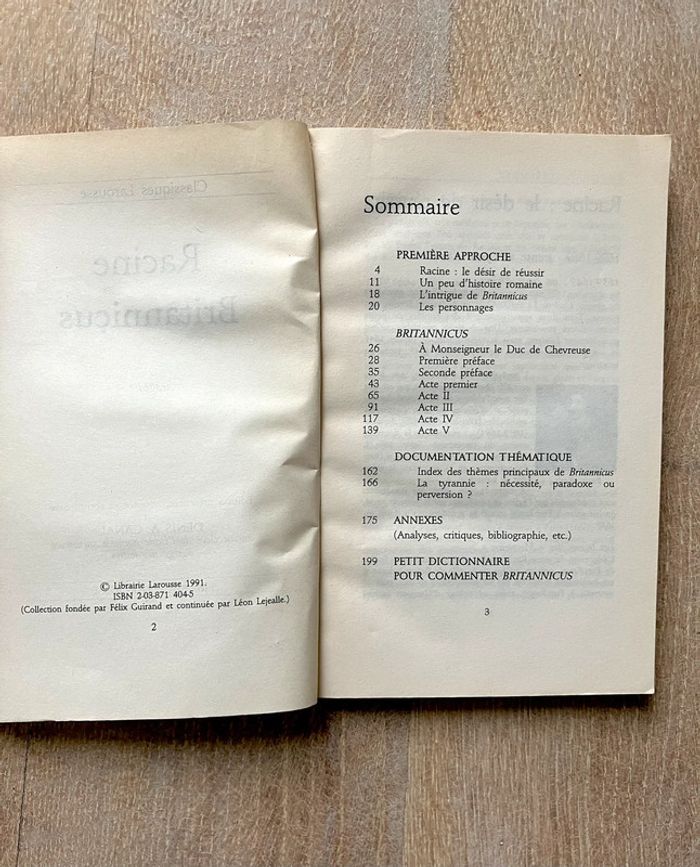 © Librairie Larousse 1991.
ISBN 2-03-871 404-5
(Collection fondée par Félix Guirand et continuée par Léon Lejealle.)
2
Sommaire
PREMIÈRE APPROCHE
4 Racine : le désir de réussir
11 Un peu d'histoire romaine
18 L'intrigue de Britannicus
20 Les personnages
BRITANNICUS
26 À Monseigneur le Duc de Chevreuse
28 Première préface
35 Seconde préface
43 Acte premier
65 Acte II
91 Acte III
117 Acte IV
139 Acte V
DOCUMENTATION THÉMATIQUE
162 Index des thèmes principaux de Britannicus
166 La tyrannie : nécessité, paradoxe ou
perversion ?
175 ANNEXES
(Analyses, critiques, bibliographie, etc.)
199 PETIT DICTIONNAIRE
POUR COMMENTER BRITANNICUS
3